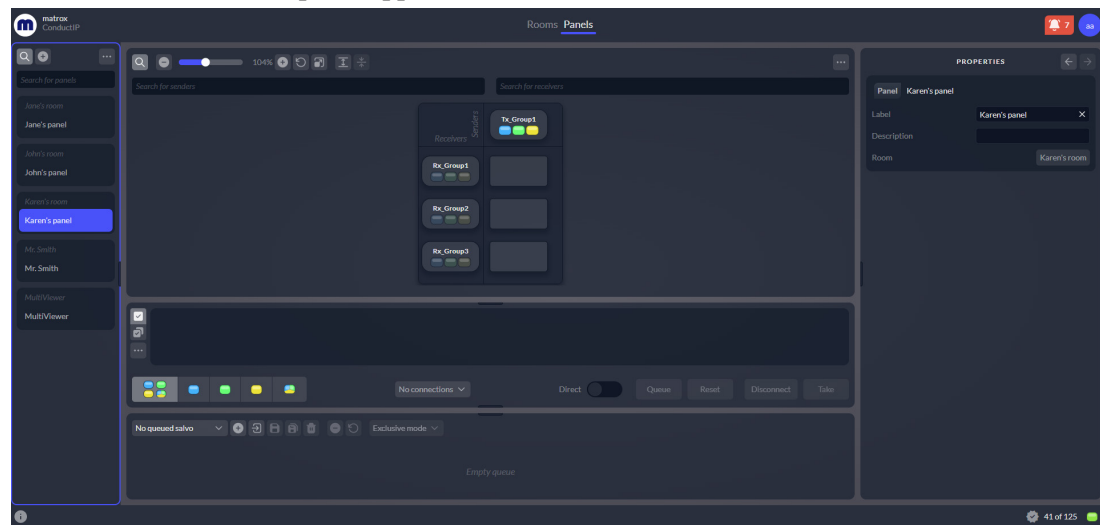 matrox
ConductIP
Rooms Panels
7
aa
Search for panels
Jane's room
Jane's panel
John's room
John's panel
Karen's room
Karen's panel
Mr. Smith
Mr. Smith
MultiViewer
MultiViewer
104%
Search for senders
Search for receivers
Senders
Receivers
Tx_Group1
Rx_Group1
Rx_Group2
Rx_Group3
No connections
Direct
Queue
Reset
Disconnect
Take
No queued salvo
Exclusive mode
Empty queue
PROPERTIES
Panel Karen's panel
Label Karen's panel
Description
Room Karen's room
41 of 125